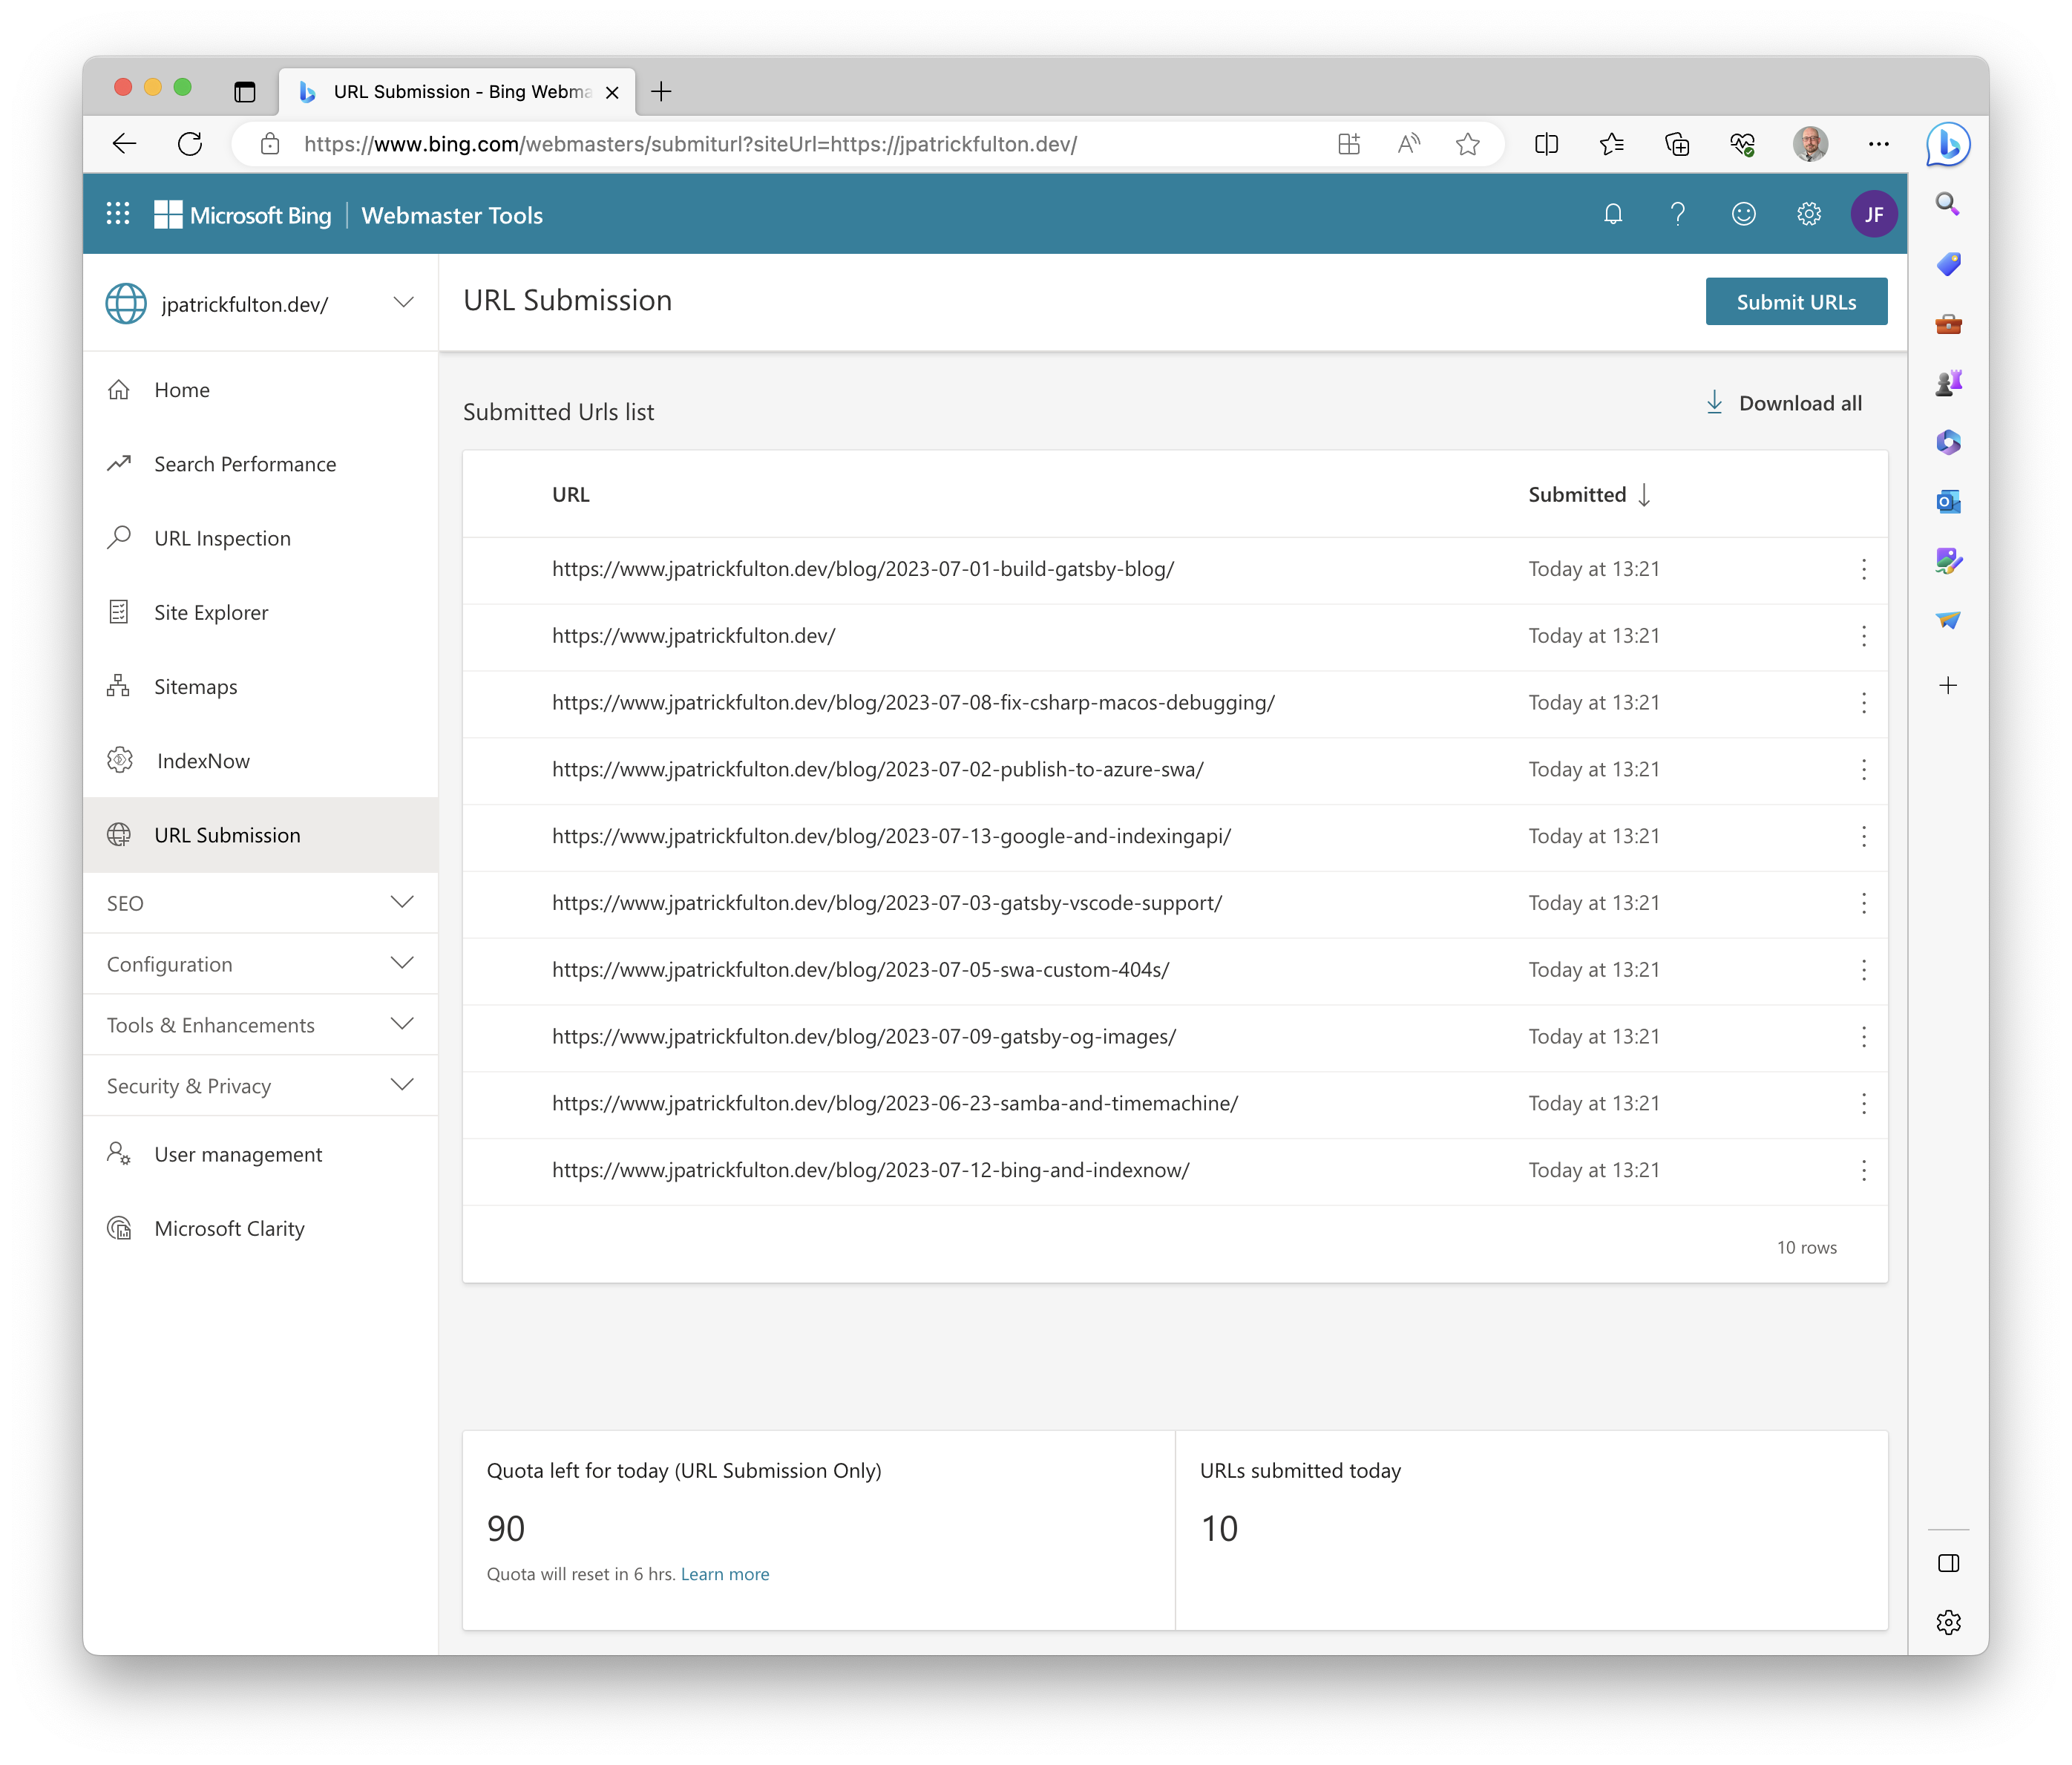 URL Submission - Bing Webma
https://www.bing.com/webmasters/submiturl?siteUrl=https://jpatrickfulton.dev/
Microsoft Bing | Webmaster Tools
JF
jpatrickfulton.dev/
URL Submission
Submit URLs
Home
Search Performance
URL Inspection
Site Explorer
Sitemaps
IndexNow
URL Submission
SEO
Configuration
Tools & Enhancements
Security & Privacy
User management
Microsoft Clarity
Submitted Urls list
Download all
URL Submitted
https://www.jpatrickfulton.dev/blog/2023-07-01-build-gatsby-blog/ Today at 13:21
https://www.jpatrickfulton.dev/ Today at 13:21
https://www.jpatrickfulton.dev/blog/2023-07-08-fix-csharp-macos-debugging/ Today at 13:21
https://www.jpatrickfulton.dev/blog/2023-07-02-publish-to-azure-swa/ Today at 13:21
https://www.jpatrickfulton.dev/blog/2023-07-13-google-and-indexingapi/ Today at 13:21
https://www.jpatrickfulton.dev/blog/2023-07-03-gatsby-vscode-support/ Today at 13:21
https://www.jpatrickfulton.dev/blog/2023-07-05-swa-custom-404s/ Today at 13:21
https://www.jpatrickfulton.dev/blog/2023-07-09-gatsby-og-images/ Today at 13:21
https://www.jpatrickfulton.dev/blog/2023-06-23-samba-and-timemachine/ Today at 13:21
https://www.jpatrickfulton.dev/blog/2023-07-12-bing-and-indexnow/ Today at 13:21
10 rows
Quota left for today (URL Submission Only)
90
Quota will reset in 6 hrs. Learn more
URLs submitted today
10